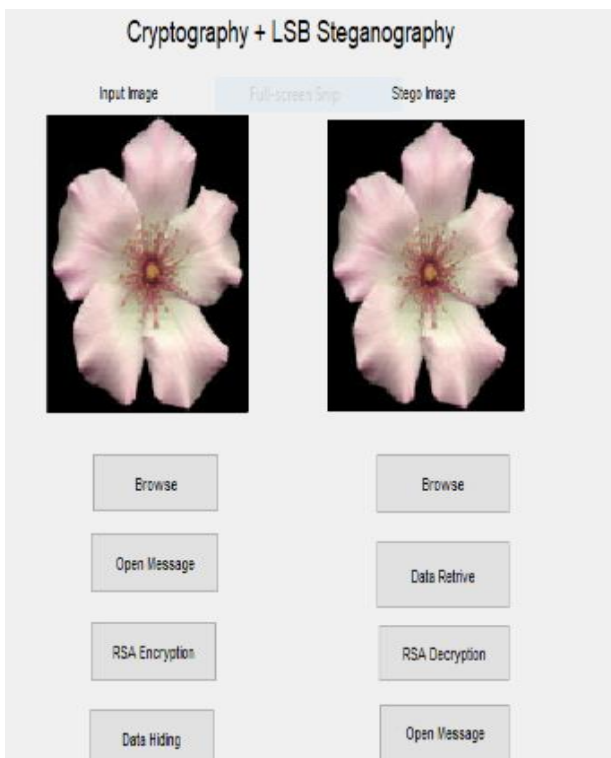 Cryptography + LSB Steganography
Input Image
Full-screen Snip
Stego Image
Browse
Browse
Open Message
Data Retrive
RSA Encryption
RSA Decryption
Data Hiding
Open Message